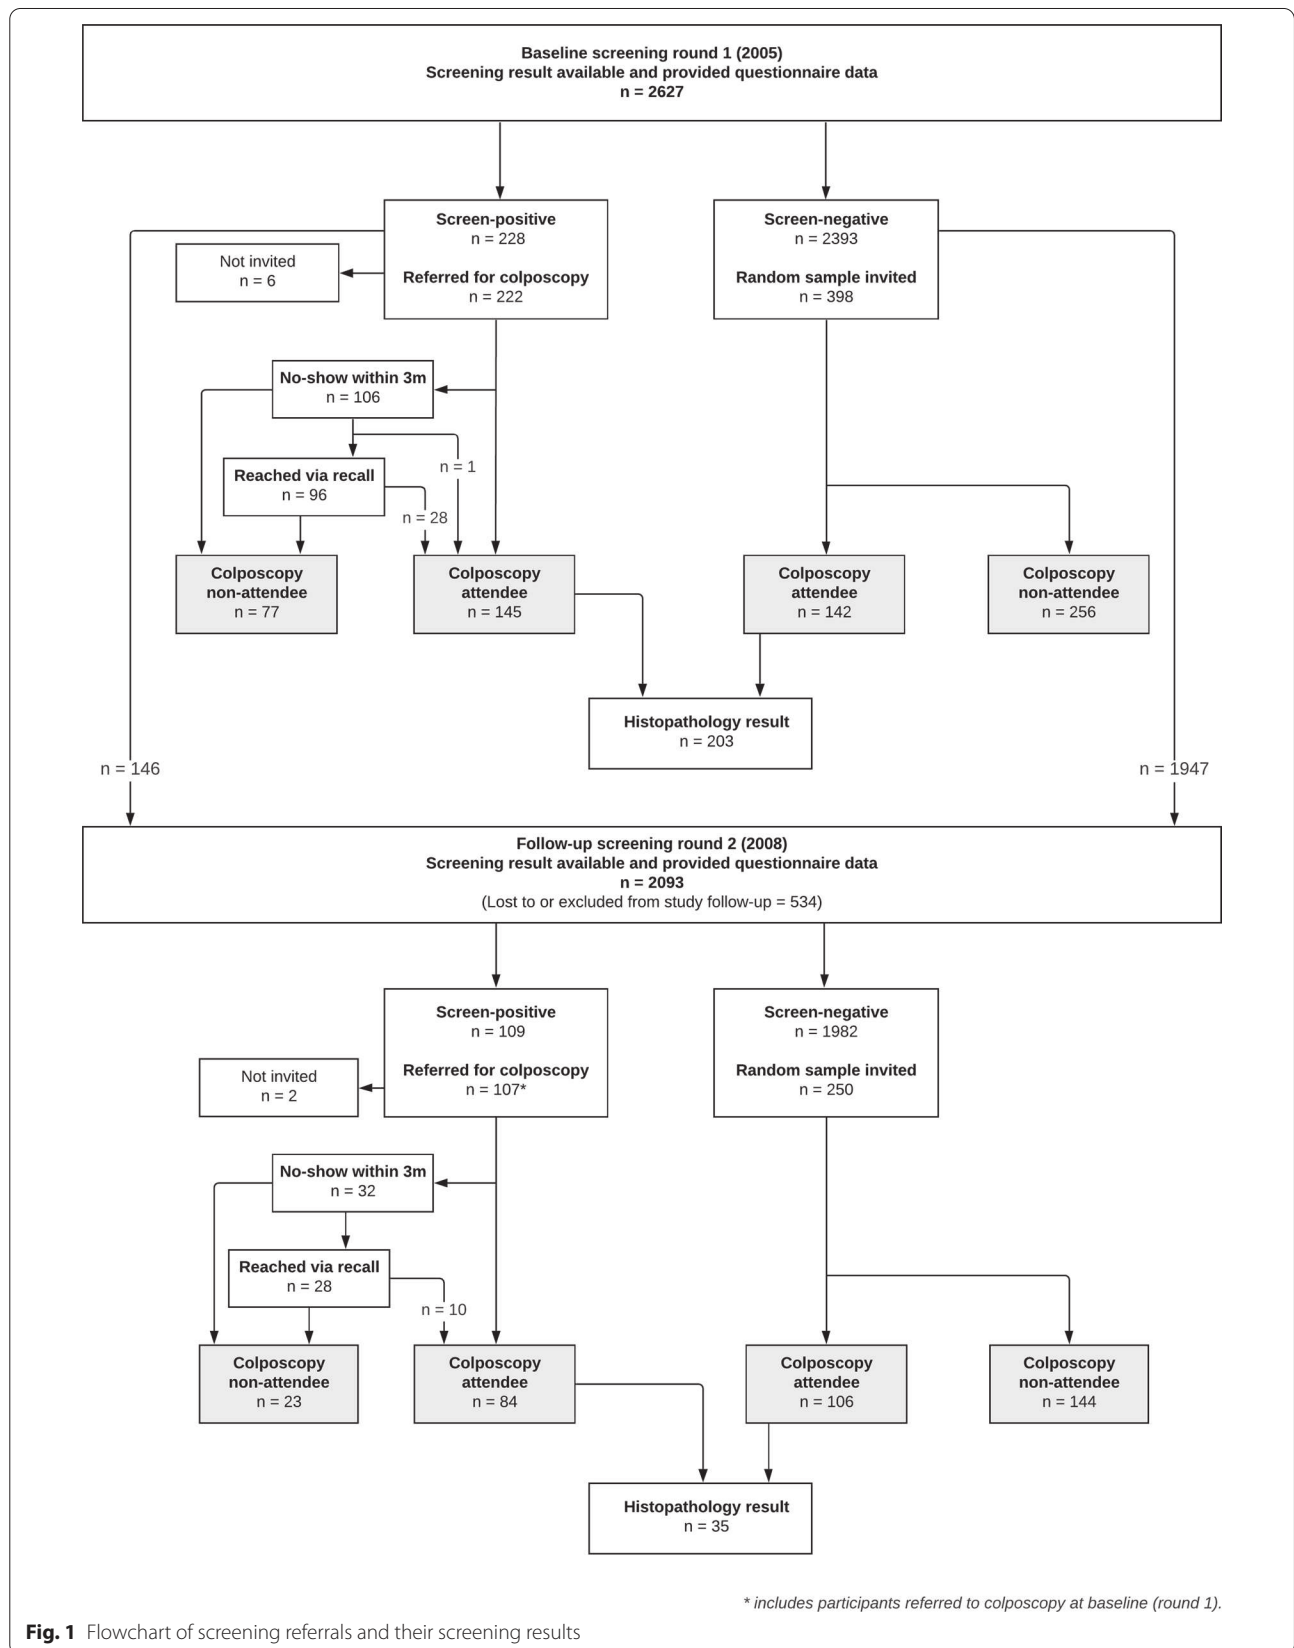 Baseline screening round 1 (2005)
Screening result available and provided questionnaire data
n = 2627
Screen-positive
n = 228
Referred for colposcopy
n = 222
Screen-negative
n = 2393
Random sample invited
n = 398
Not invited
n = 6
No-show within 3m
n = 106
Reached via recall
n = 96
n = 1
n = 28
Colposcopy
non-attendee
n = 77
Colposcopy
attendee
n = 145
Colposcopy
attendee
n = 142
Colposcopy
non-attendee
n = 256
Histopathology result
n = 203
n = 146
n = 1947
Follow-up screening round 2 (2008)
Screening result available and provided questionnaire data
n = 2093
(Lost to or excluded from study follow-up = 534)
Screen-positive
n = 109
Referred for colposcopy
n = 107*
Screen-negative
n = 1982
Random sample invited
n = 250
Not invited
n = 2
No-show within 3m
n = 32
Reached via recall
n = 28
n = 10
Colposcopy
non-attendee
n = 23
Colposcopy
attendee
n = 84
Colposcopy
attendee
n = 106
Colposcopy
non-attendee
n = 144
Histopathology result
n = 35
* includes participants referred to colposcopy at baseline (round 1).
Fig. 1 Flowchart of screening referrals and their screening results